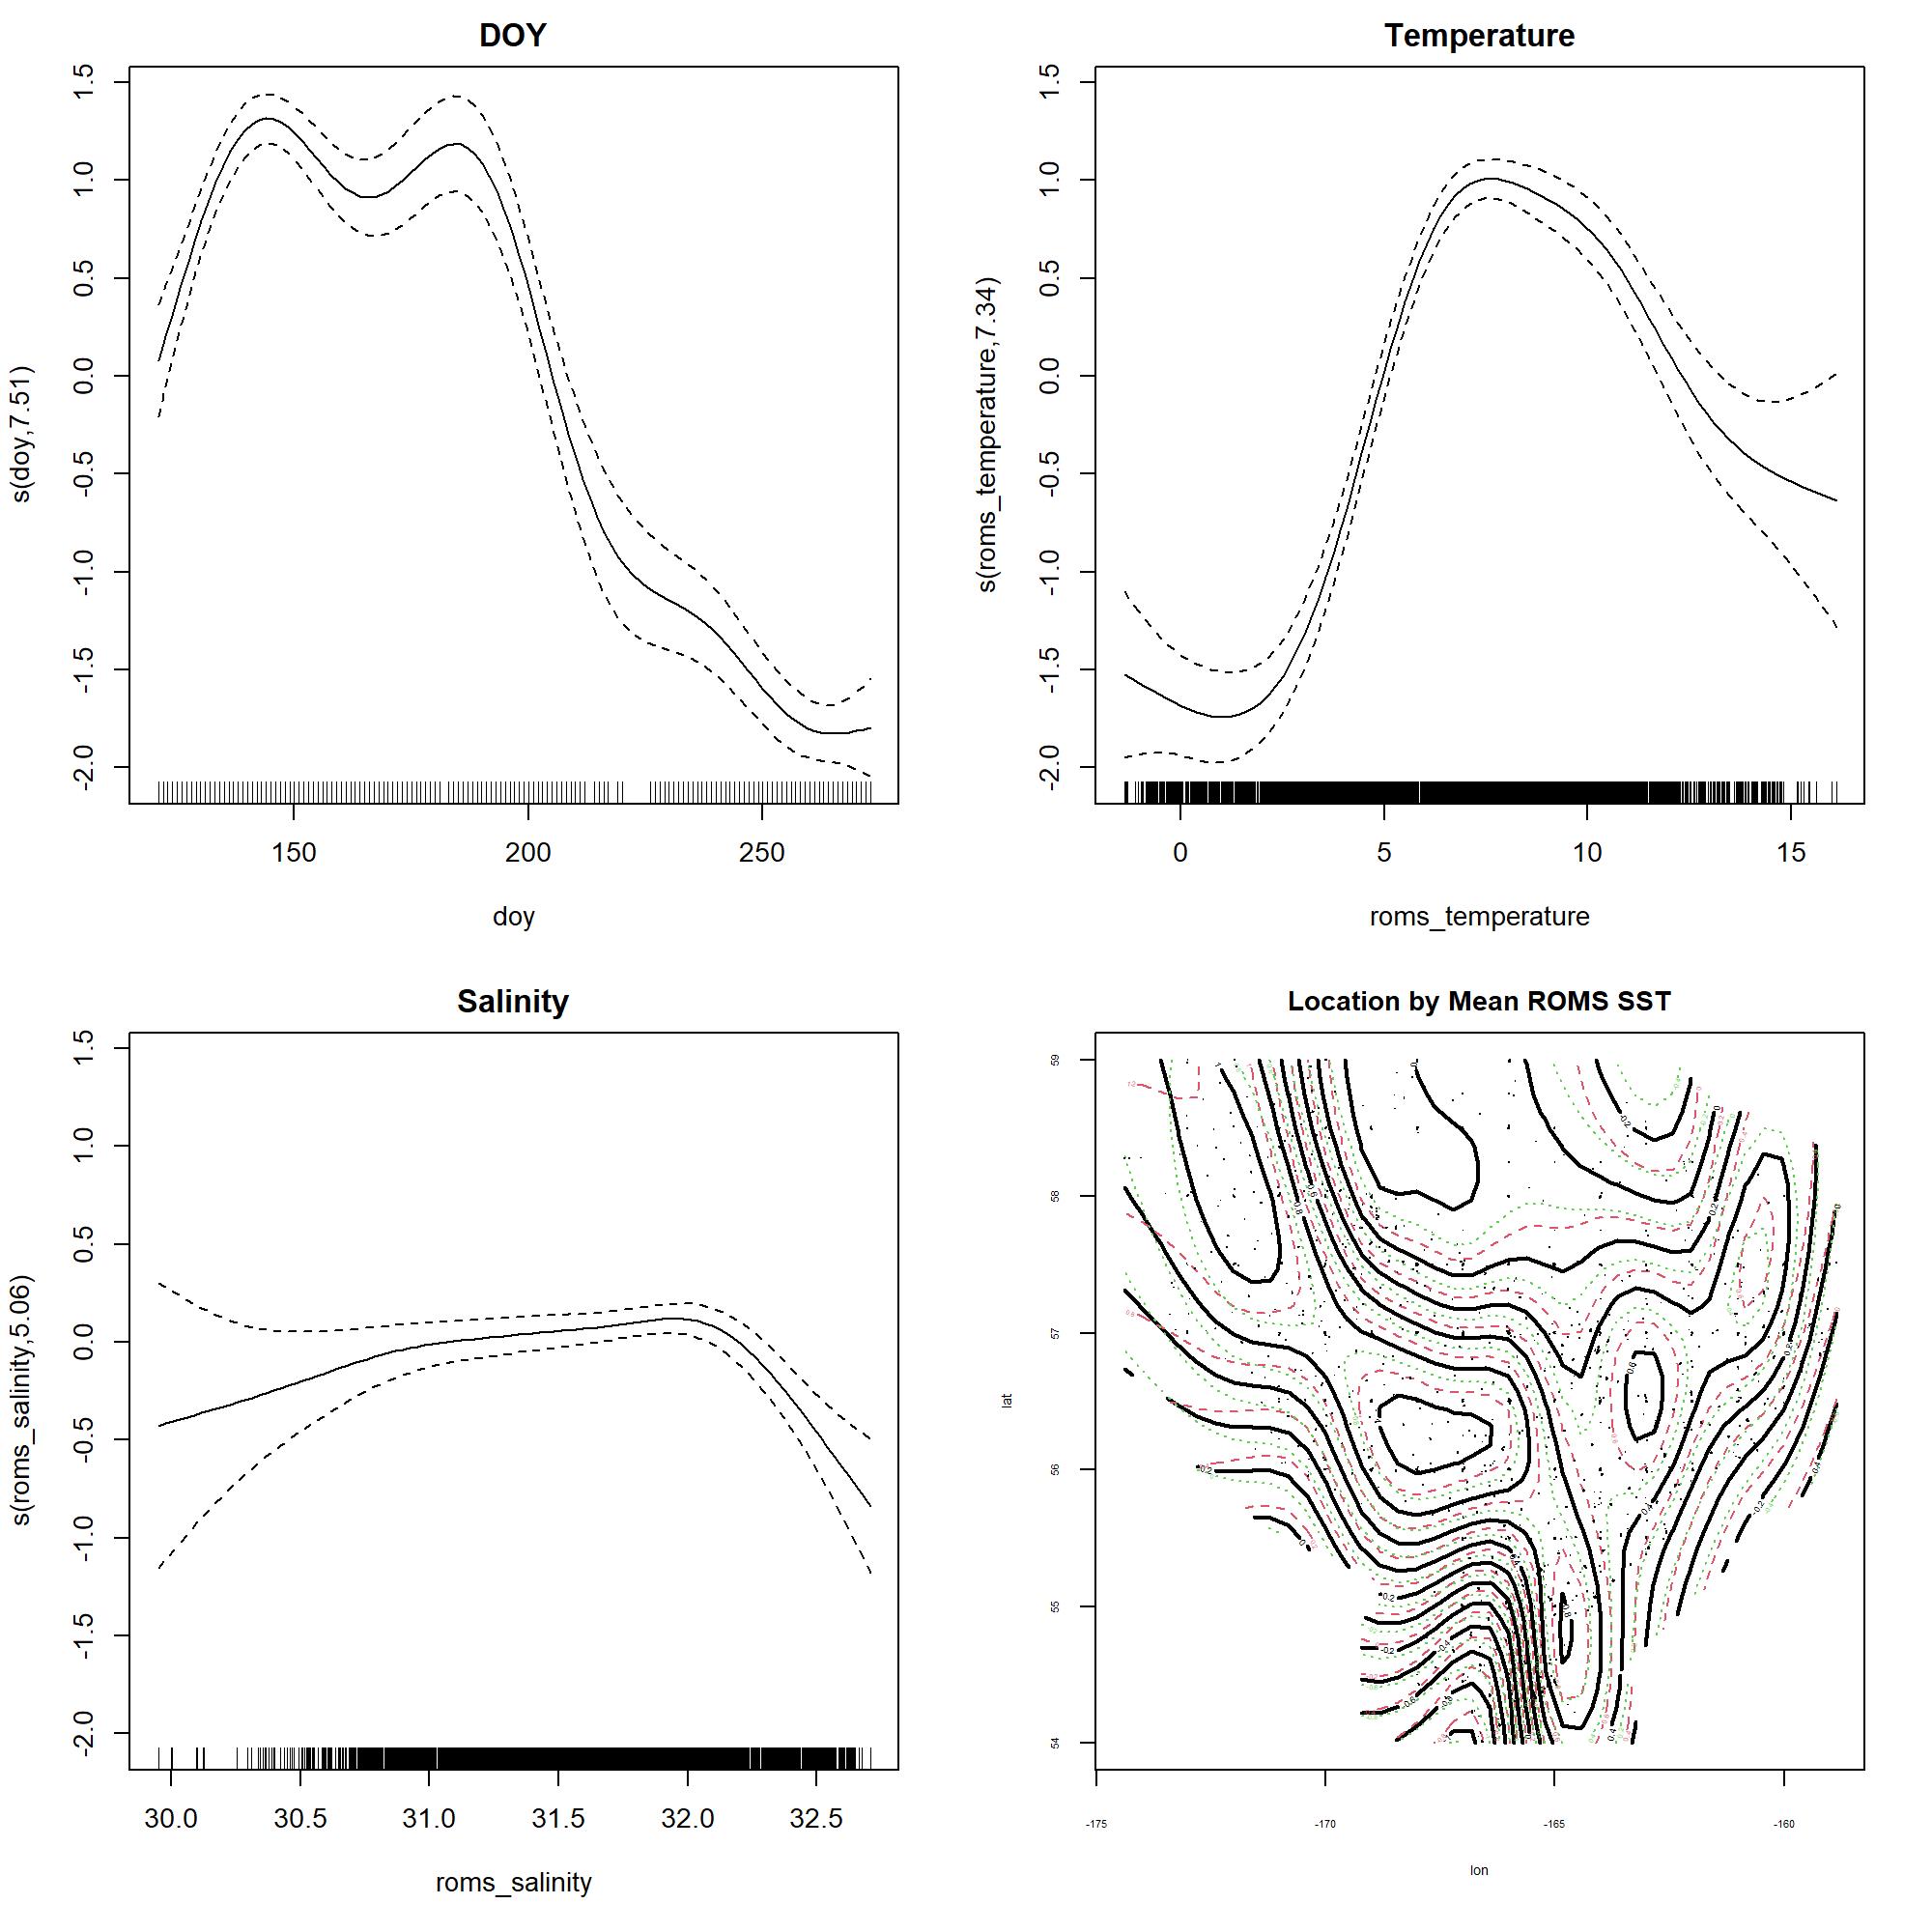 DOY
1.5
1.0
0.5
0.0
-0.5
-1.0
-1.5
-2.0
s(doy,7.51)
150 200 250
doy
Temperature
1.5
1.0
0.5
0.0
-0.5
-1.0
-1.5
-2.0
s(roms_temperature,7.34)
0 5 10 15
roms_temperature
Salinity
1.5
1.0
0.5
0.0
-0.5
-1.0
-1.5
-2.0
s(roms_salinity,5.06)
30.0 30.5 31.0 31.5 32.0 32.5
roms_salinity
Location by Mean ROMS SST
59
58
57
56
55
54
lat
-175 -170 -165 -160
lon